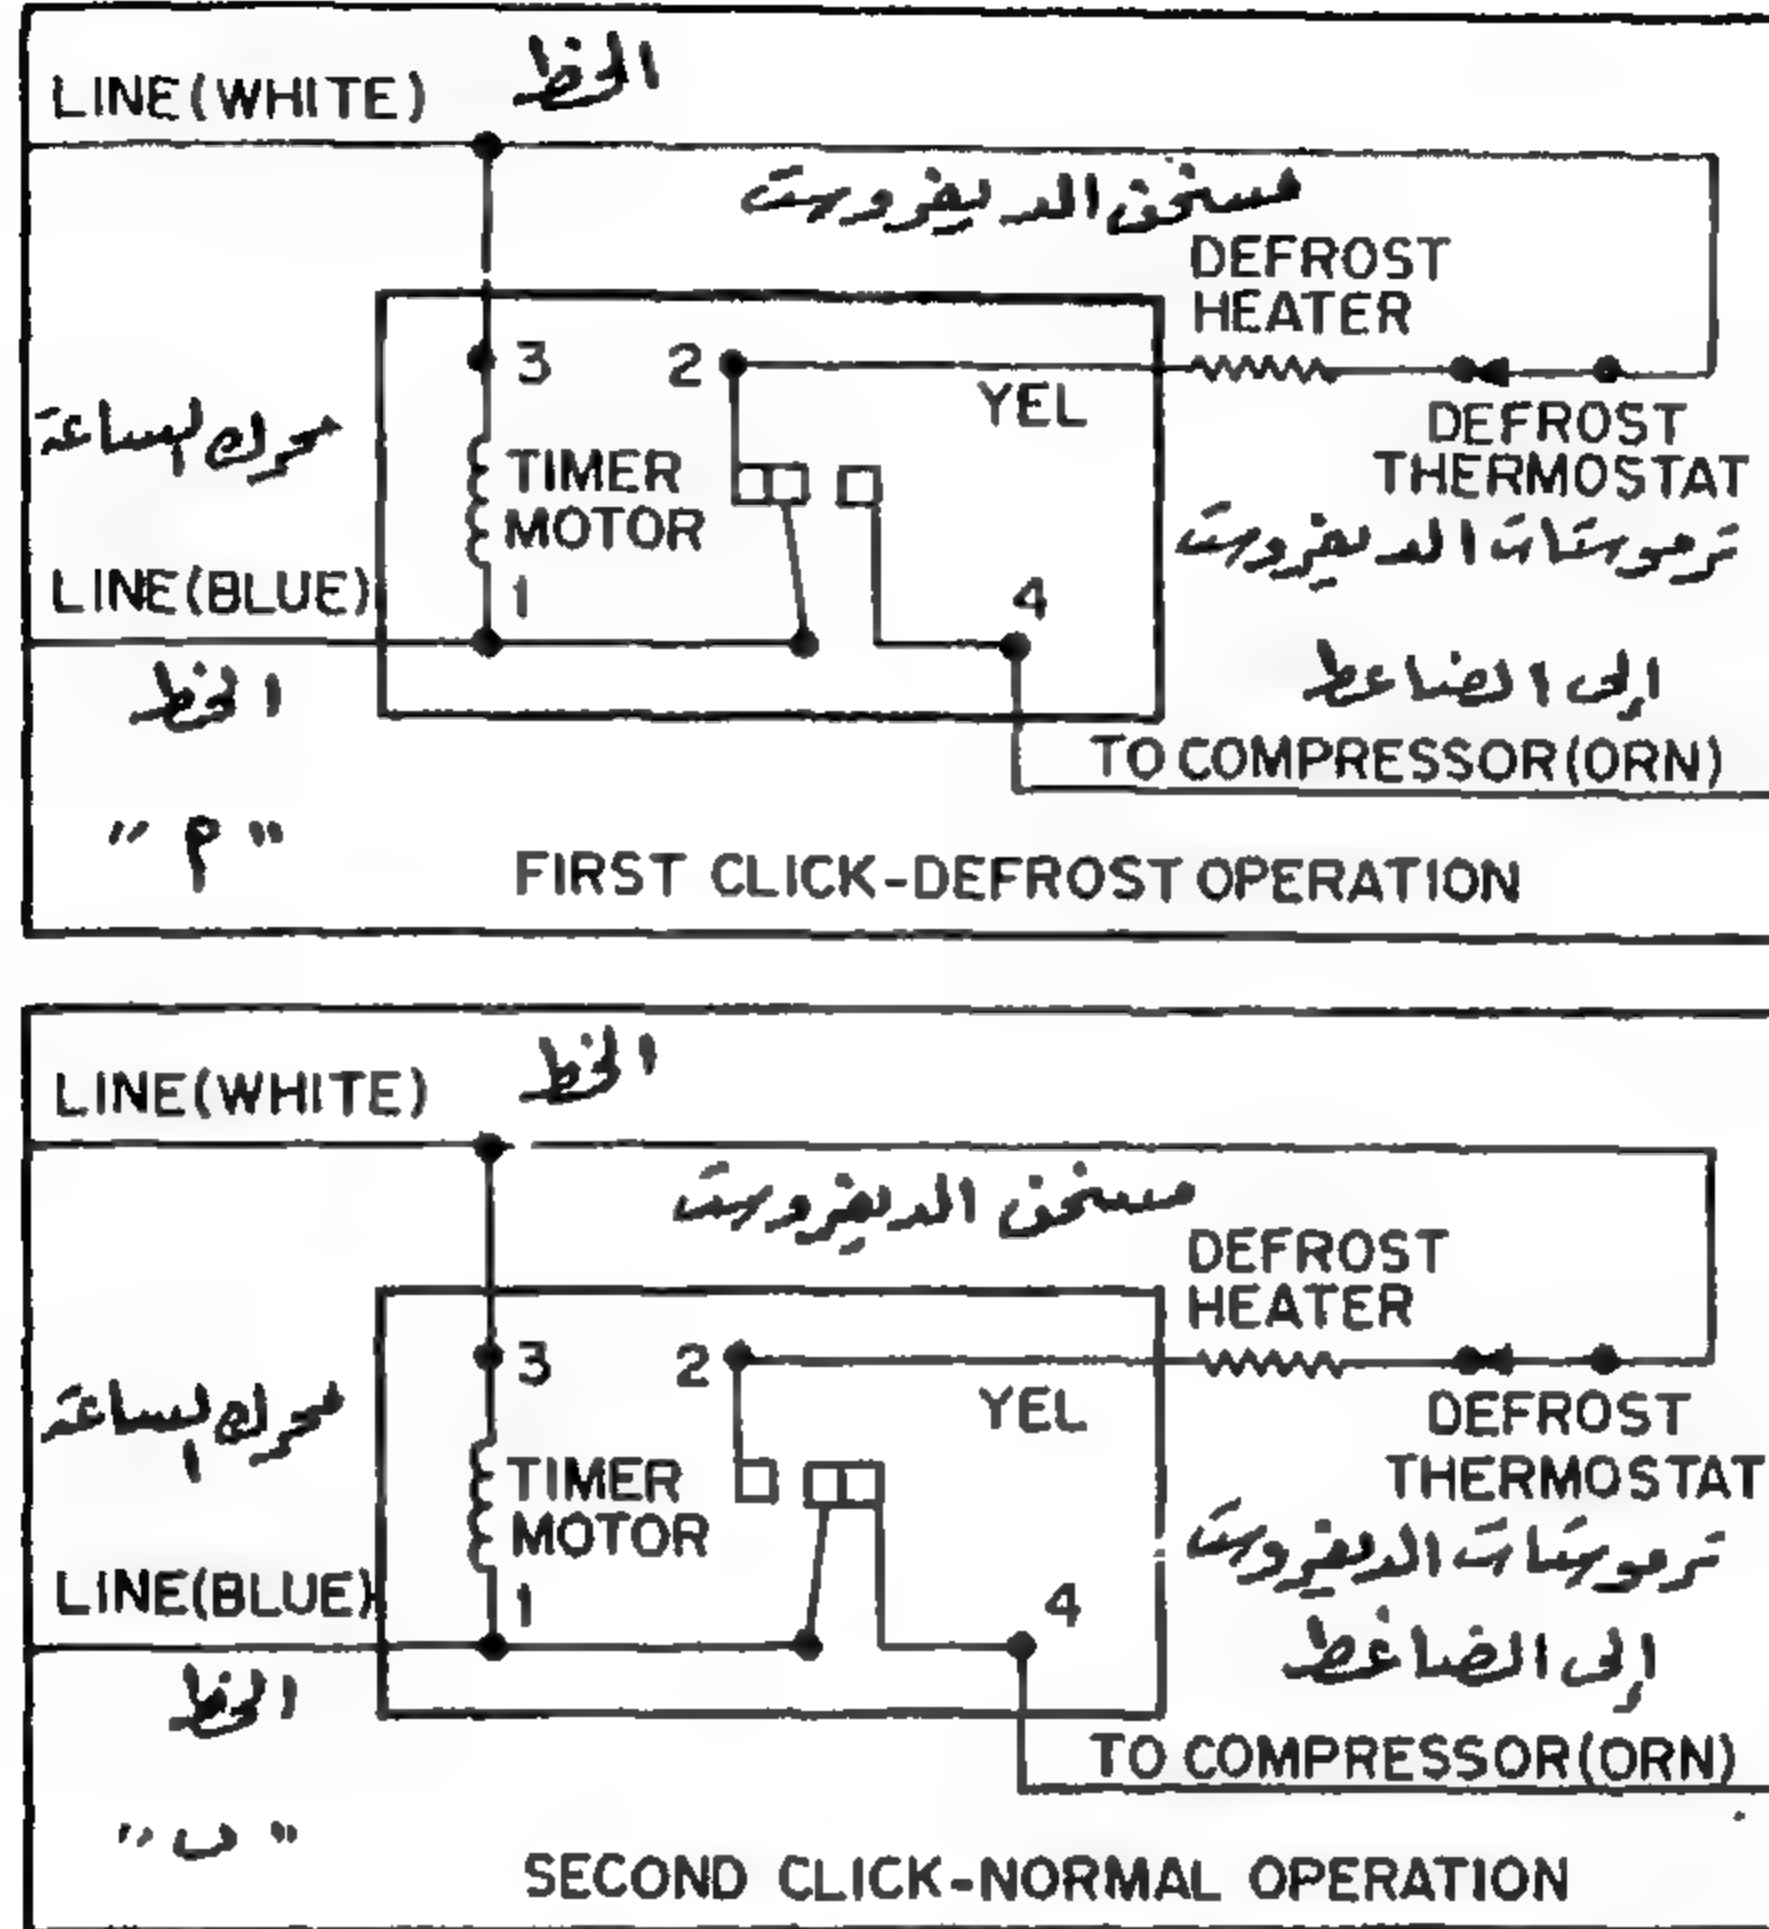 LINE(WHITE) الخط
مسخن الديفروست
DEFROST
HEATER
3
2
YEL
محرك الساعة
TIMER
MOTOR
DEFROST
THERMOSTAT
ترموستات الديفروست
LINE(BLUE)
1
4
الخط
إلى الضاغط
TO COMPRESSOR(ORN)
" م "
FIRST CLICK-DEFROST OPERATION
LINE(WHITE) الخط
مسخن الديفروست
DEFROST
HEATER
3
2
YEL
محرك الساعة
TIMER
MOTOR
DEFROST
THERMOSTAT
ترموستات الديفروست
LINE(BLUE)
1
4
الخط
إلى الضاغط
TO COMPRESSOR(ORN)
" ب "
SECOND CLICK-NORMAL OPERATION